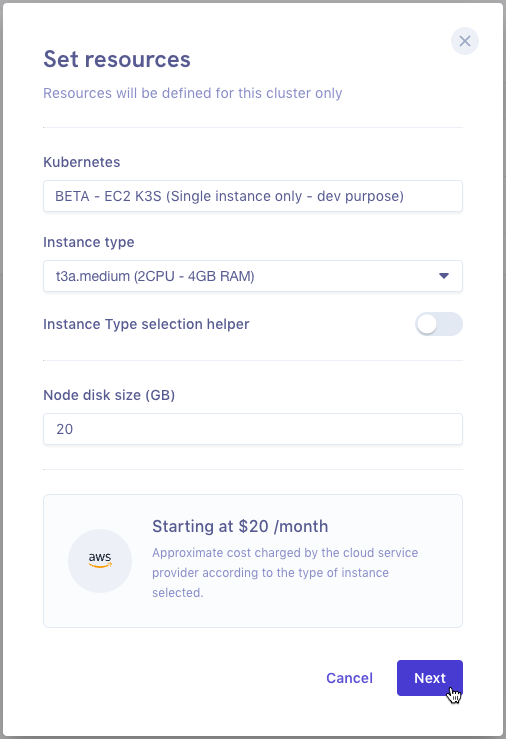 Set resources
Resources will be defined for this cluster only
Kubernetes
BETA - EC2 K3S (Single instance only - dev purpose)
Instance type
t3a.medium (2CPU - 4GB RAM)
Instance Type selection helper
Node disk size (GB)
20
Starting at $20 /month
aws
Approximate cost charged by the cloud service
provider according to the type of instance
selected.
Cancel
Next